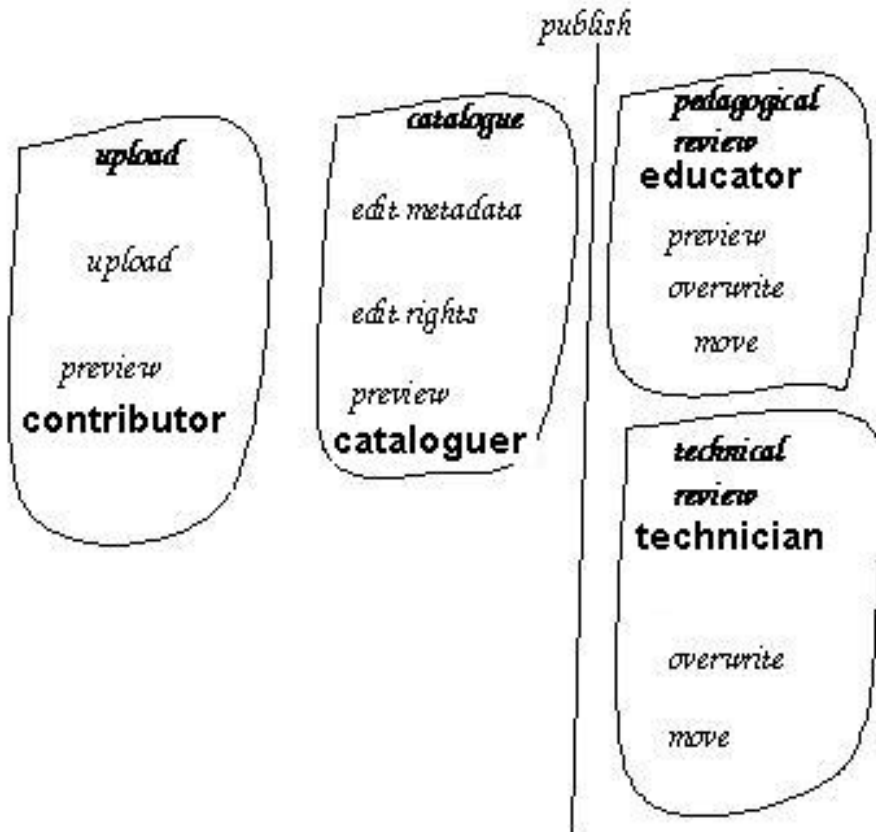 publish
upload
upload
preview
contributor
catalogue
edit metadata
edit rights
preview
cataloguer
pedagogical
review
educator
preview
overwrite
move
technical
review
technician
overwrite
move